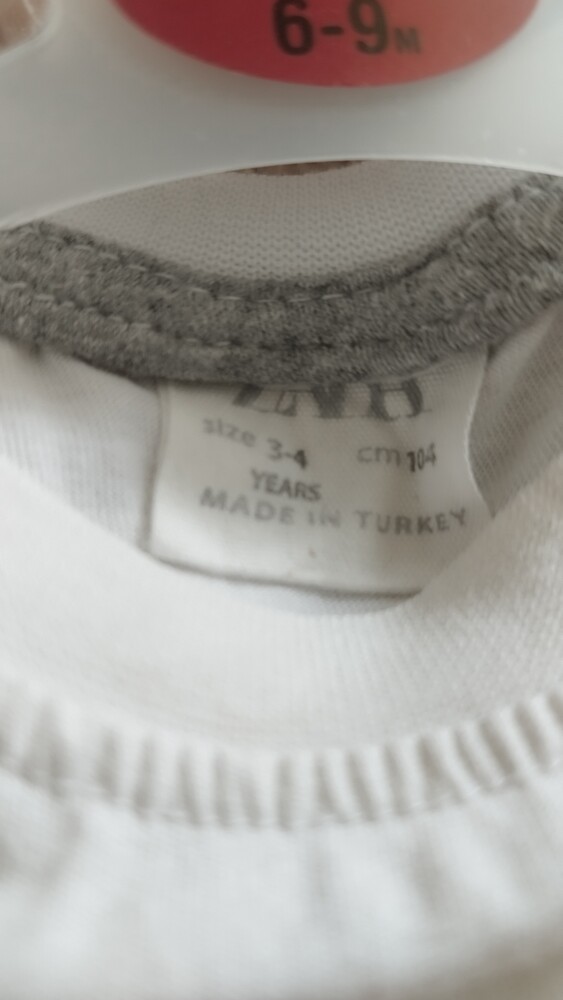 6-9M
size 3-4 cm 104
YEARS
MADE IN TURKEY